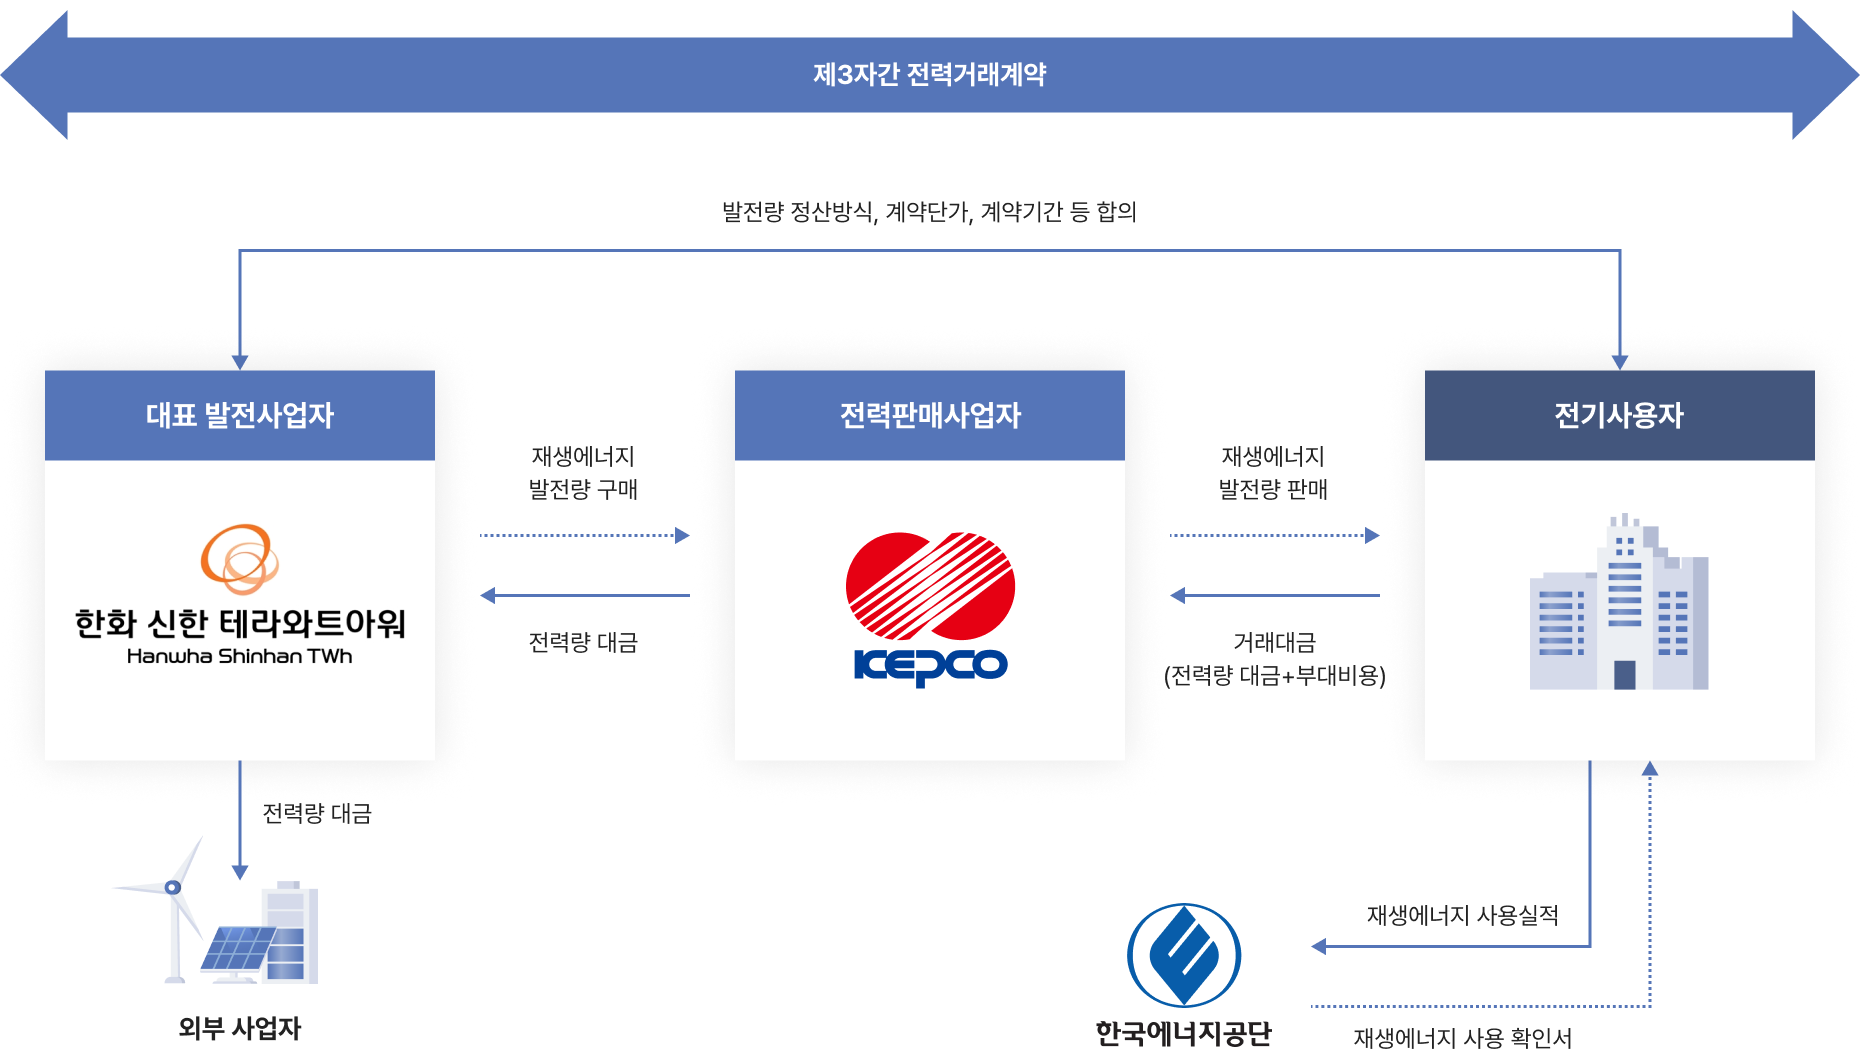 제3자간 전력거래계약
발전량 정산방식, 계약단가, 계약기간 등 합의
대표 발전사업자
전력판매사업자
전기사용자
재생에너지
발전량 구매
재생에너지
발전량 판매
한화 신한 테라와트아워
Hanwha Shinhan TWh
KEPCO
전력량 대금
거래대금
(전력량 대금+부대비용)
전력량 대금
외부 사업자
재생에너지 사용실적
한국에너지공단
재생에너지 사용 확인서